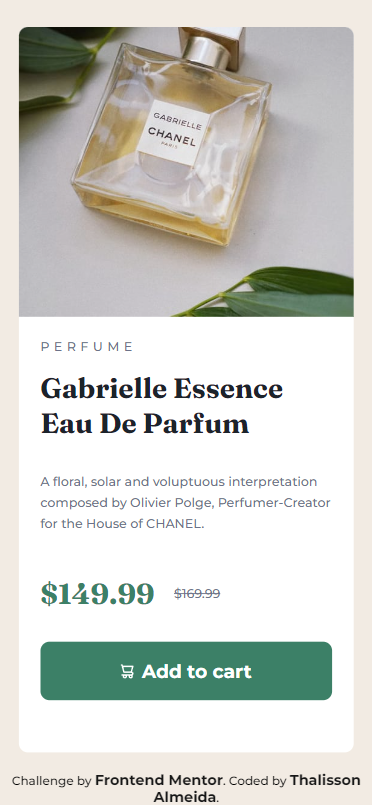 GABRIELLE
CHANEL
PARIS
PERFUME
Gabrielle Essence
Eau De Parfum
A floral, solar and voluptuous interpretation
composed by Olivier Polge, Perfumer-Creator
for the House of CHANEL.
$149.99 $169.99
Add to cart
Challenge by Frontend Mentor. Coded by Thalisson
Almeida.